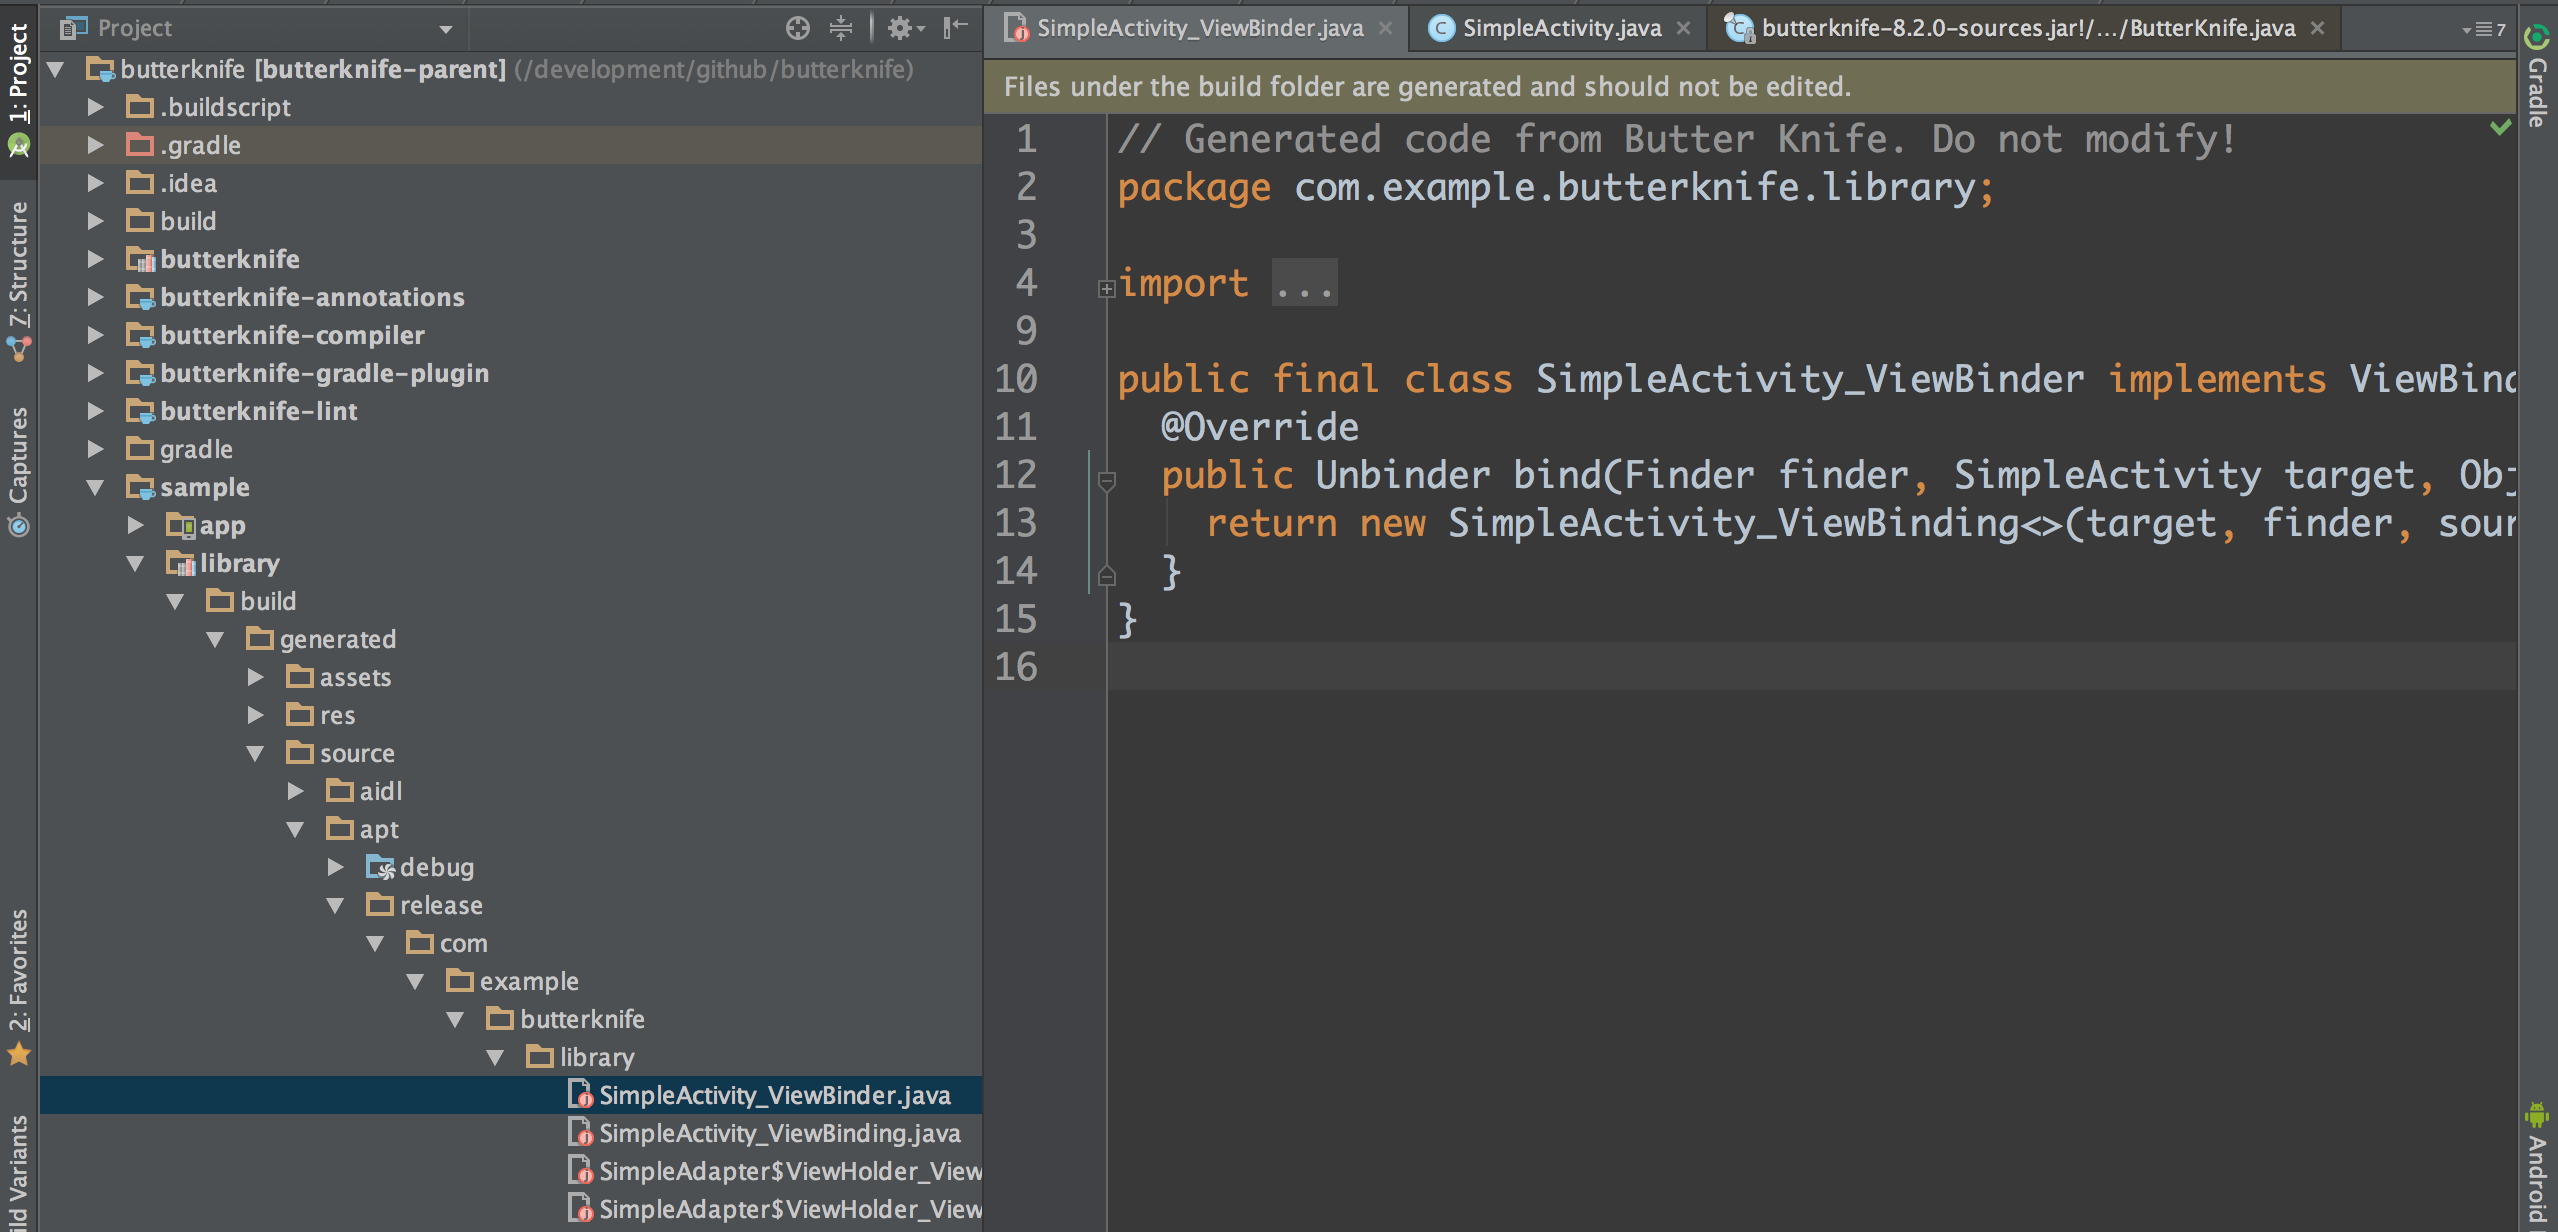 Project
butterknife [butterknife-parent] (/development/github/butterknife)
.buildscript
.gradle
.idea
build
butterknife
butterknife-annotations
butterknife-compiler
butterknife-gradle-plugin
butterknife-lint
gradle
sample
app
library
build
generated
assets
res
source
aidl
apt
debug
release
com
example
butterknife
library
SimpleActivity_ViewBinder.java
SimpleActivity_ViewBinding.java
SimpleAdapter$ViewHolder_View
SimpleAdapter$ViewHolder_View
1: Project
7: Structure
Captures
2: Favorites
ild Variants
SimpleActivity_ViewBinder.java
SimpleActivity.java
butterknife-8.2.0-sources.jar!/.../ButterKnife.java
7
Files under the build folder are generated and should not be edited.
1 // Generated code from Butter Knife. Do not modify!
2 package com.example.butterknife.library;
3
4 import ...
9
10 public final class SimpleActivity_ViewBinder implements ViewBind
11 @Override
12 public Unbinder bind(Finder finder, SimpleActivity target, Obj
13 return new SimpleActivity_ViewBinding<>(target, finder, sour
14 }
15 }
16
Gradle
Android